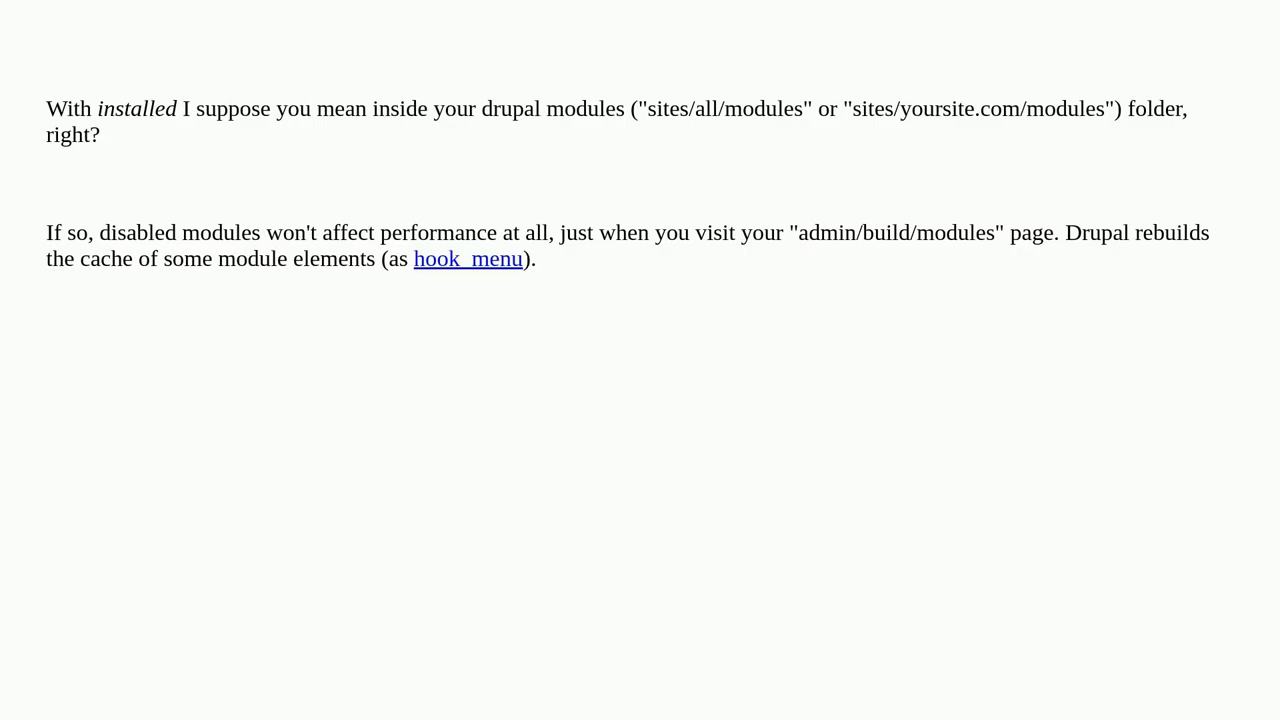 With installed I suppose you mean inside your drupal modules ("sites/all/modules" or "sites/yoursite.com/modules") folder,
right?
If so, disabled modules won't affect performance at all, just when you visit your "admin/build/modules" page. Drupal rebuilds
the cache of some module elements (as hook_menu).